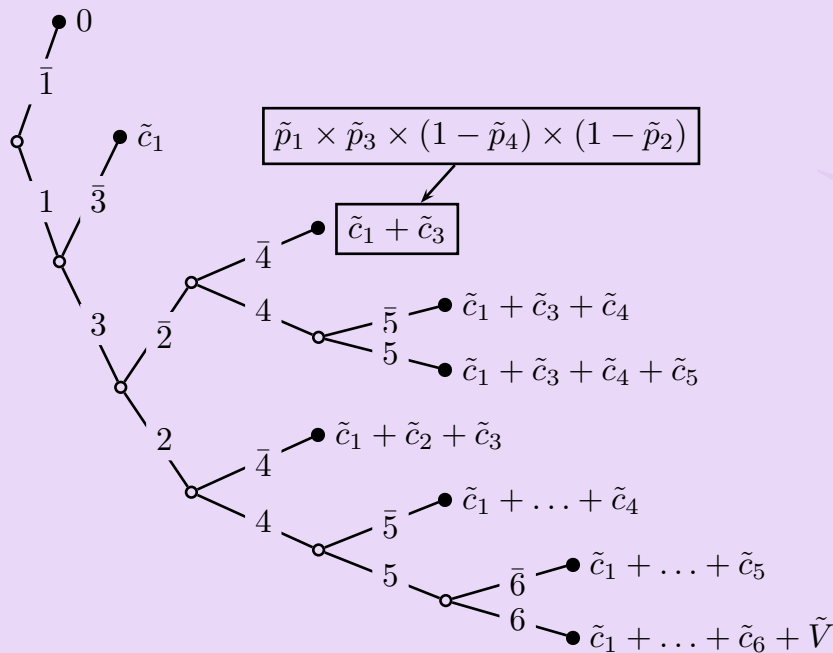 0
1̄
c̃₁
p̃₁ × p̃₃ × (1 − p̃₄) × (1 − p̃₂)
1
3̄
c̃₁ + c̃₃
4̄
c̃₁ + c̃₃ + c̃₄
4
5̄
3
2̄
5
c̃₁ + c̃₃ + c̃₄ + c̃₅
2
c̃₁ + c̃₂ + c̃₃
4̄
c̃₁ + … + c̃₄
4
5̄
c̃₁ + … + c̃₅
5
6̄
6
c̃₁ + … + c̃₆ + Ṽ